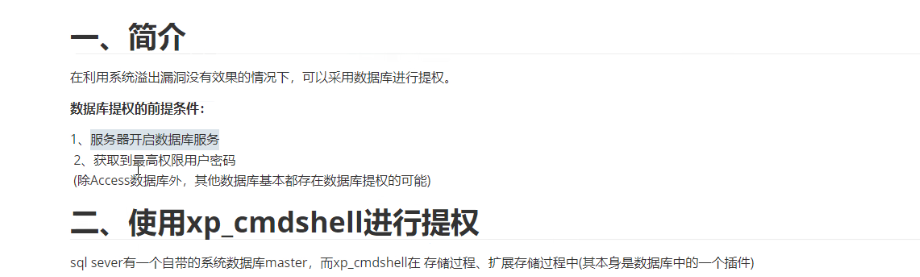 一、简介
在利用系统溢出漏洞没有效果的情况下，可以采用数据库进行提权。
数据库提权的前提条件：
1、服务器开启数据库服务
2、获取到最高权限用户密码
(除Access数据库外，其他数据库基本都存在数据库提权的可能)
二、使用xp_cmdshell进行提权
sql sever有一个自带的系统数据库master，而xp_cmdshell在 存储过程、扩展存储过程中(其本身是数据库中的一个插件)